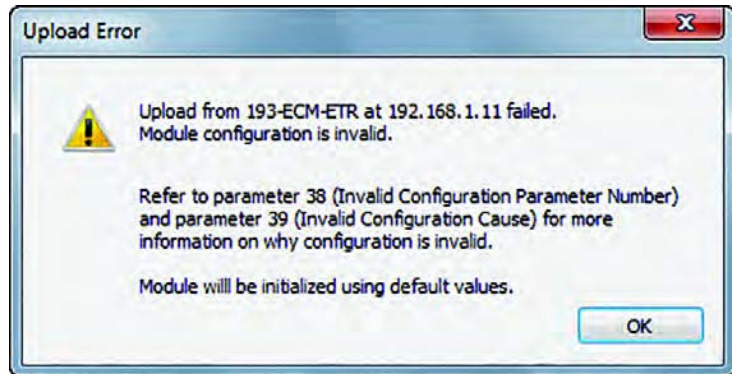 Upload Error
Upload from 193-ECM-ETR at 192.168.1.11 failed.
Module configuration is invalid.
Refer to parameter 38 (Invalid Configuration Parameter Number)
and parameter 39 (Invalid Configuration Cause) for more
information on why configuration is invalid.
Module will be initialized using default values.
OK